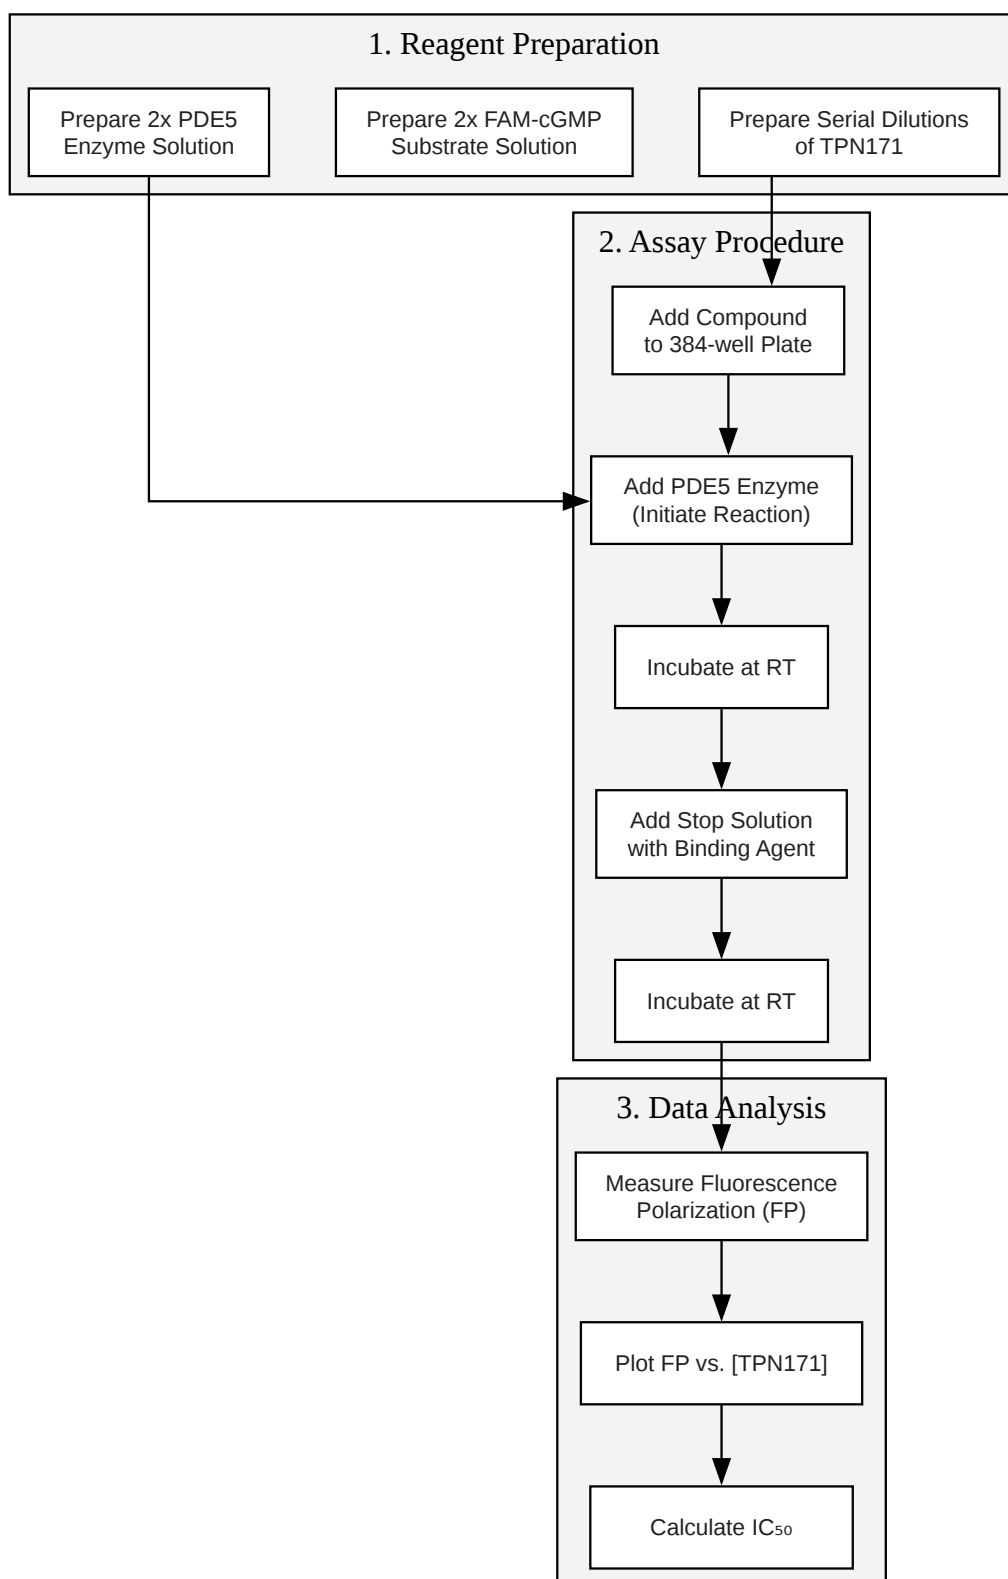 1. Reagent Preparation
Prepare 2x PDE5
Enzyme Solution
Prepare 2x FAM-cGMP
Substrate Solution
Prepare Serial Dilutions
of TPN171
2. Assay Procedure
Add Compound
to 384-well Plate
Add PDE5 Enzyme
(Initiate Reaction)
Incubate at RT
Add Stop Solution
with Binding Agent
Incubate at RT
3. Data Analysis
Measure Fluorescence
Polarization (FP)
Plot FP vs. [TPN171]
Calculate IC₅₀